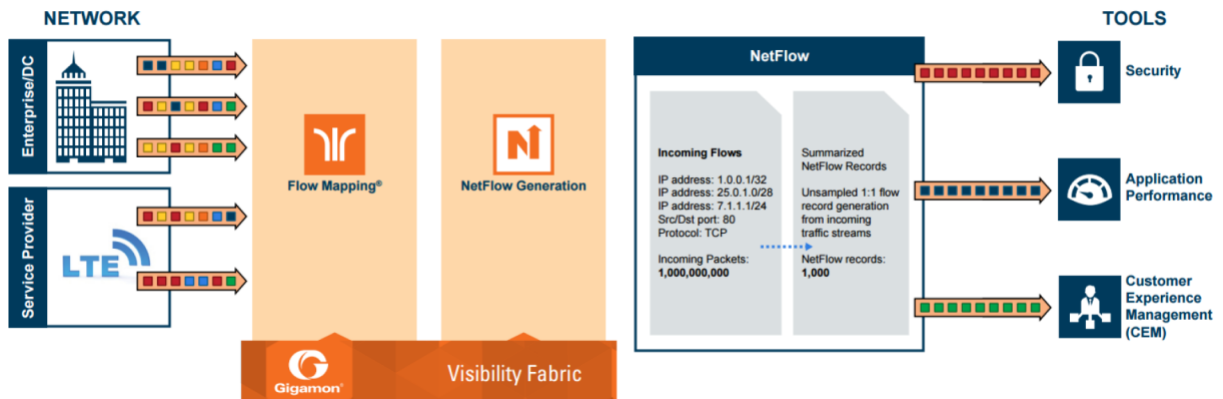 NETWORK
Enterprise/DC
Service Provider
LTE
Flow Mapping®
NetFlow Generation
Gigamon®
Visibility Fabric
NetFlow
Incoming Flows
IP address: 1.0.0.1/32
IP address: 25.0.1.0/28
IP address: 7.1.1.1/24
Src/Dst port: 80
Protocol: TCP
Incoming Packets:
1,000,000,000
Summarized
NetFlow Records
Unsampled 1:1 flow
record generation
from incoming
traffic streams
NetFlow records:
1,000
TOOLS
Security
Application
Performance
Customer
Experience
Management
(CEM)